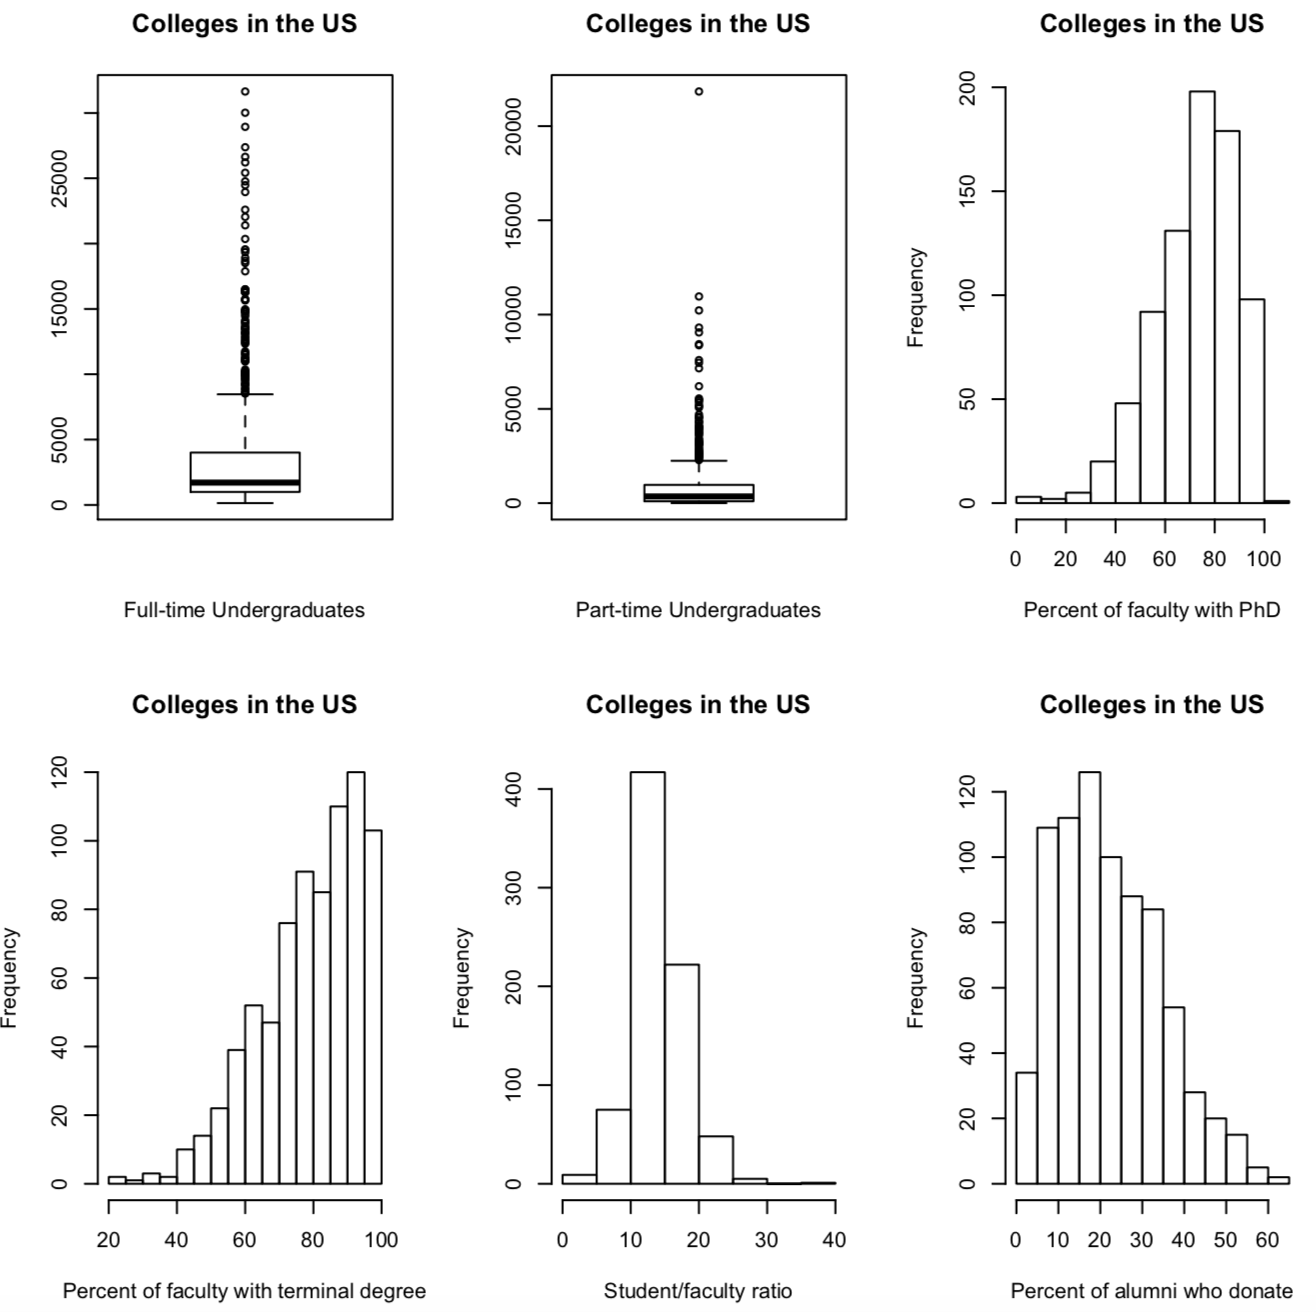 Colleges in the US
25000
15000
5000
0
Full-time Undergraduates
Colleges in the US
20000
15000
10000
5000
0
Part-time Undergraduates
Colleges in the US
Frequency
200
150
100
50
0
0 20 40 60 80 100
Percent of faculty with PhD
Colleges in the US
Frequency
120
100
80
60
40
20
0
20 40 60 80 100
Percent of faculty with terminal degree
Colleges in the US
Frequency
400
300
200
100
0
0 10 20 30 40
Student/faculty ratio
Colleges in the US
Frequency
120
100
80
60
40
20
0
0 10 20 30 40 50 60
Percent of alumni who donate